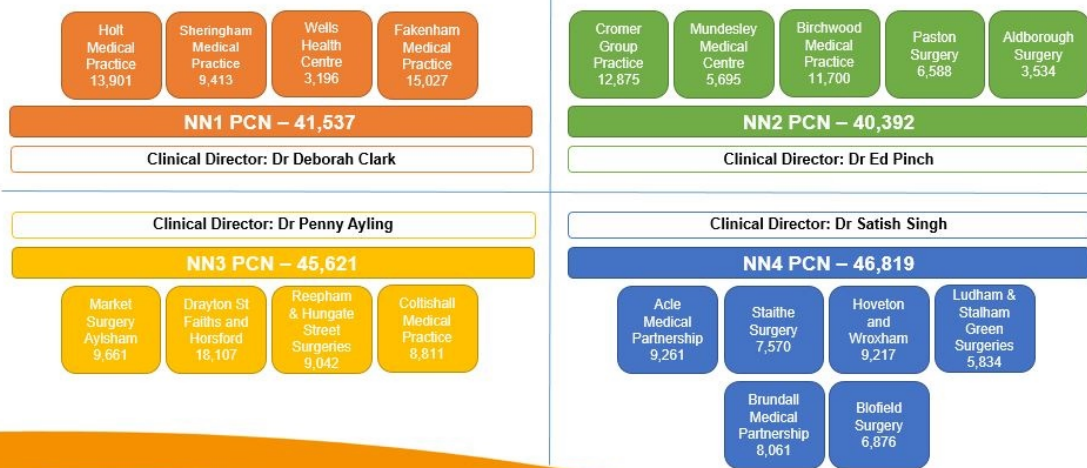 Holt
Medical
Practice
13,901
Sheringham
Medical
Practice
9,413
Wells
Health
Centre
3,196
Fakenham
Medical
Practice
15,027
NN1 PCN – 41,537
Clinical Director: Dr Deborah Clark
Cromer
Group
Practice
12,875
Mundesley
Medical
Centre
5,695
Birchwood
Medical
Practice
11,700
Paston
Surgery
6,588
Aldborough
Surgery
3,534
NN2 PCN – 40,392
Clinical Director: Dr Ed Pinch
Clinical Director: Dr Penny Ayling
NN3 PCN – 45,621
Market
Surgery
Aylsham
9,661
Drayton St
Faiths and
Horsford
18,107
Reepham
& Hungate
Street
Surgeries
9,042
Coltishall
Medical
Practice
8,811
Clinical Director: Dr Satish Singh
NN4 PCN – 46,819
Acle
Medical
Partnership
9,261
Staithe
Surgery
7,570
Hoveton
and
Wroxham
9,217
Ludham &
Stalham
Green
Surgeries
5,834
Brundall
Medical
Partnership
8,061
Blofield
Surgery
6,876